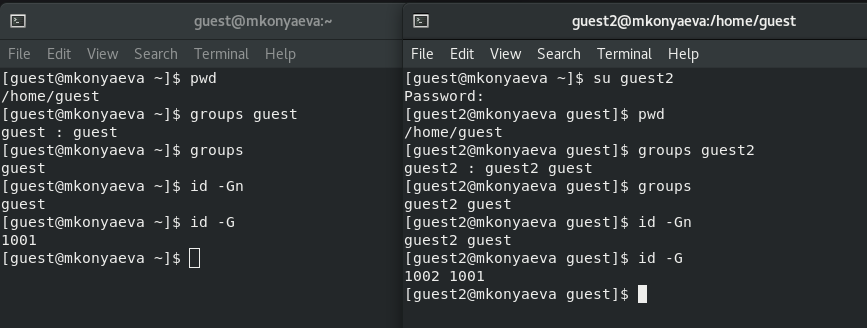 guest@mkonyaeva:~
File Edit View Search Terminal Help
[guest@mkonyaeva ~]$ pwd
/home/guest
[guest@mkonyaeva ~]$ groups guest
guest : guest
[guest@mkonyaeva ~]$ groups
guest
[guest@mkonyaeva ~]$ id -Gn
guest
[guest@mkonyaeva ~]$ id -G
1001
[guest@mkonyaeva ~]$
guest2@mkonyaeva:/home/guest
File Edit View Search Terminal Help
[guest@mkonyaeva ~]$ su guest2
Password:
[guest2@mkonyaeva guest]$ pwd
/home/guest
[guest2@mkonyaeva guest]$ groups guest2
guest2 : guest2 guest
[guest2@mkonyaeva guest]$ groups
guest2 guest
[guest2@mkonyaeva guest]$ id -Gn
guest2 guest
[guest2@mkonyaeva guest]$ id -G
1002 1001
[guest2@mkonyaeva guest]$